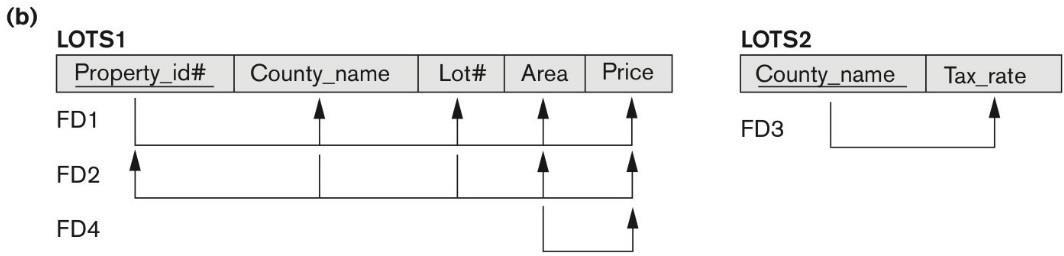 (b)
LOTS1
Property_id# County_name Lot# Area Price
FD1
FD2
FD4
LOTS2
County_name Tax_rate
FD3